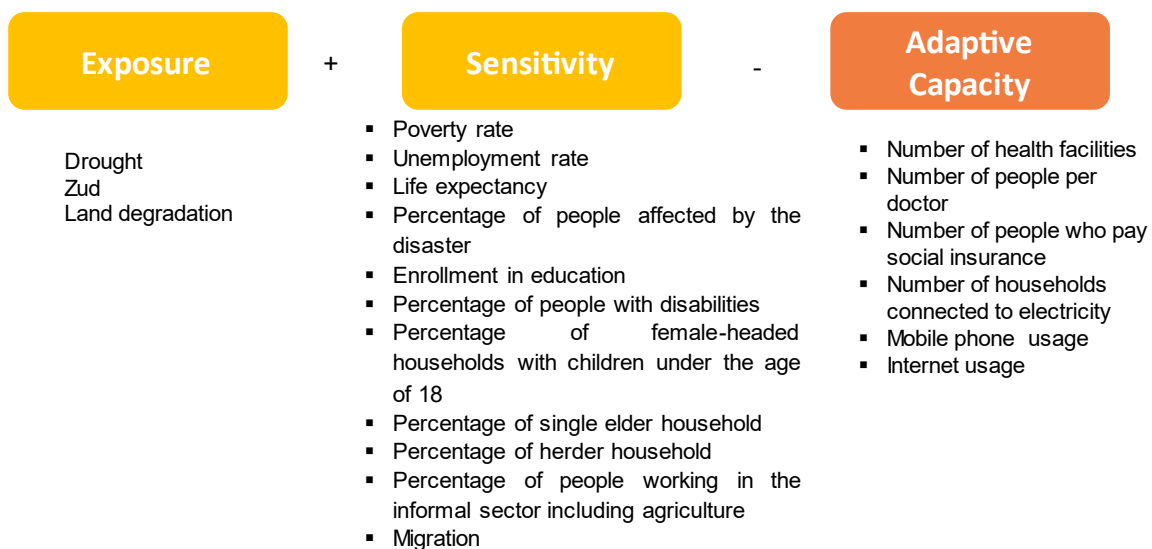 Exposure
+
Sensitivity
-
Adaptive
Capacity
Drought
Zud
Land degradation
▪ Poverty rate
▪ Unemployment rate
▪ Life expectancy
▪ Percentage of people affected by the
disaster
▪ Enrollment in education
▪ Percentage of people with disabilities
▪ Percentage of female-headed
households with children under the age
of 18
▪ Percentage of single elder household
▪ Percentage of herder household
▪ Percentage of people working in the
informal sector including agriculture
▪ Migration
▪ Number of health facilities
▪ Number of people per
doctor
▪ Number of people who pay
social insurance
▪ Number of households
connected to electricity
▪ Mobile phone usage
▪ Internet usage